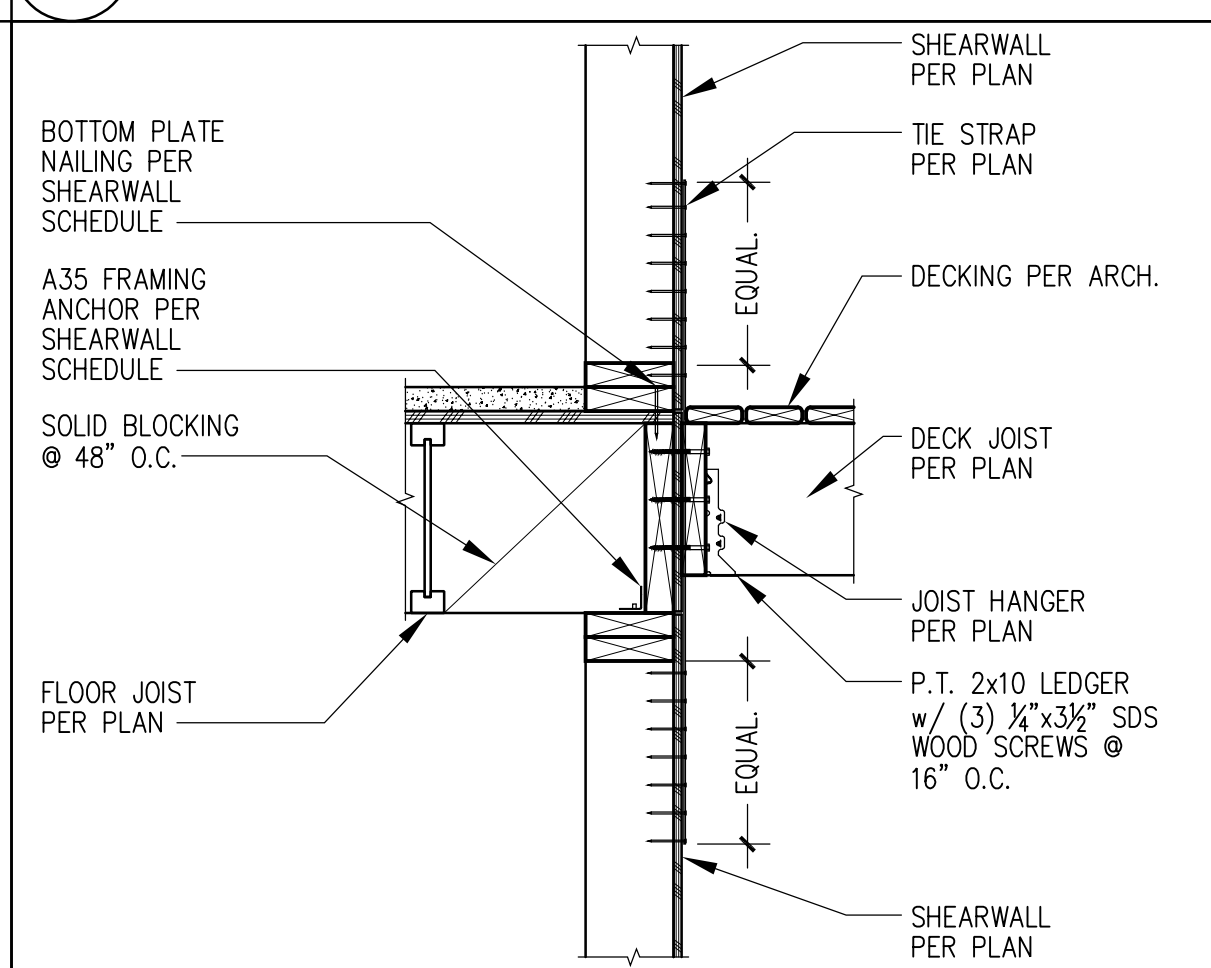 BOTTOM PLATE
NAILING PER
SHEARWALL
SCHEDULE
A35 FRAMING
ANCHOR PER
SHEARWALL
SCHEDULE
SOLID BLOCKING
@ 48" O.C.
FLOOR JOIST
PER PLAN
EQUAL.
EQUAL.
SHEARWALL
PER PLAN
TIE STRAP
PER PLAN
DECKING PER ARCH.
DECK JOIST
PER PLAN
JOIST HANGER
PER PLAN
P.T. 2x10 LEDGER
w/ (3) ¼"x3½" SDS
WOOD SCREWS @
16" O.C.
SHEARWALL
PER PLAN